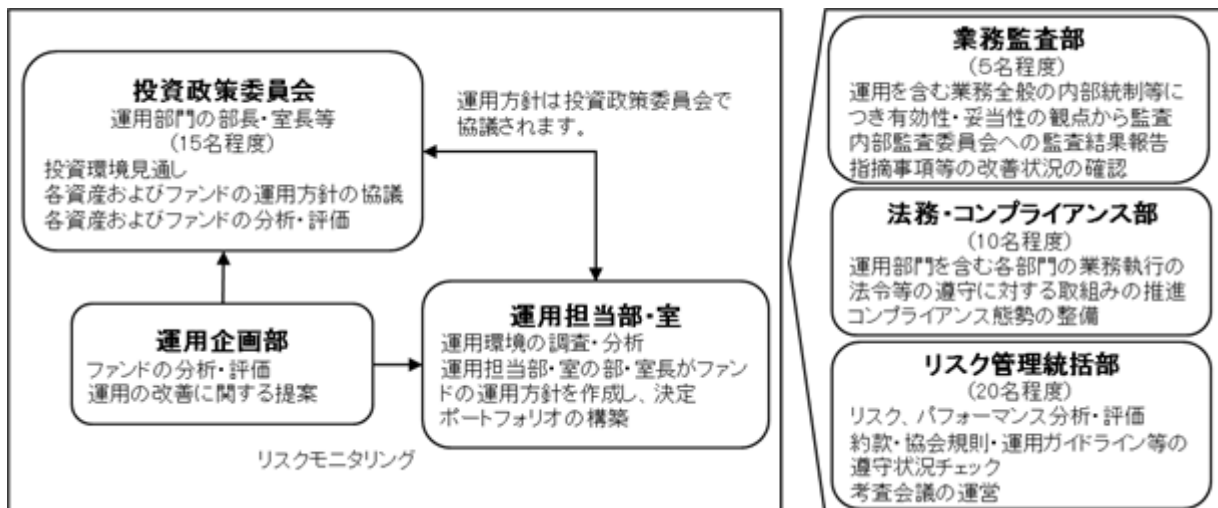 投資政策委員会
運用部門の部長・室長等
(15名程度)
投資環境見通し
各資産およびファンドの運用方針の協議
各資産およびファンドの分析・評価
運用方針は投資政策委員会で
協議されます。
運用企画部
ファンドの分析・評価
運用の改善に関する提案
運用担当部・室
運用環境の調査・分析
運用担当部・室の部・室長がファン
ドの運用方針を作成し、決定
ポートフォリオの構築
リスクモニタリング
業務監査部
(5名程度)
運用を含む業務全般の内部統制等に
つき有効性・妥当性の観点から監査
内部監査委員会への監査結果報告
指摘事項等の改善状況の確認
法務・コンプライアンス部
(10名程度)
運用部門を含む各部門の業務執行の
法令等の遵守に対する取組みの推進
コンプライアンス態勢の整備
リスク管理統括部
(20名程度)
リスク、パフォーマンス分析・評価
約款・協会規則・運用ガイドライン等の
遵守状況チェック
考査会議の運営